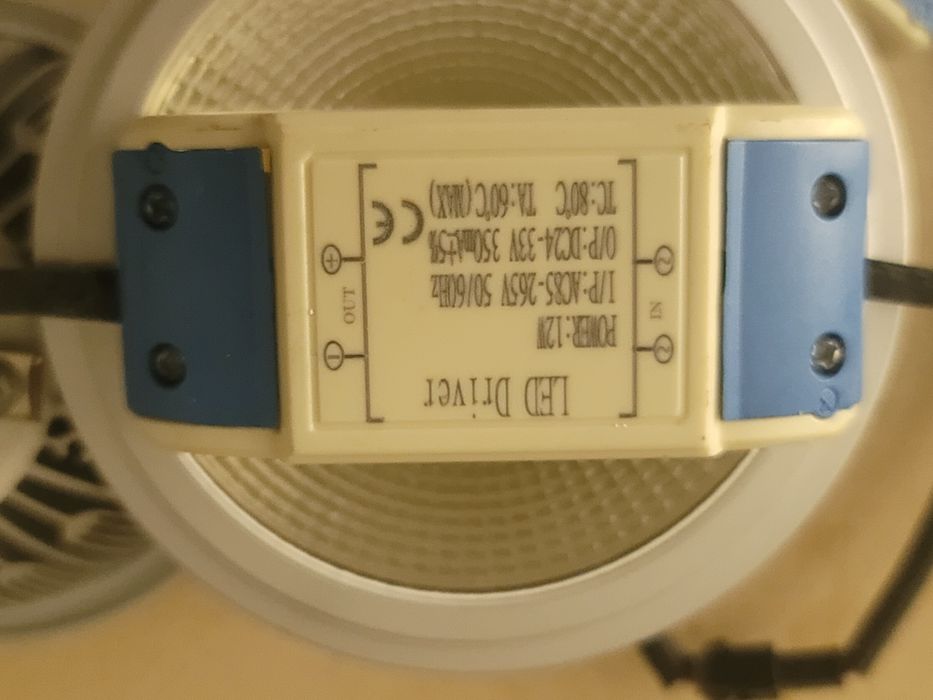 LED Driver
POWER:12W
I/P:AC85-265V 50/60Hz
O/P:DC24-33V 350mA±5%
TC:80℃ TA:60℃(MAX)
CE
IN
OUT